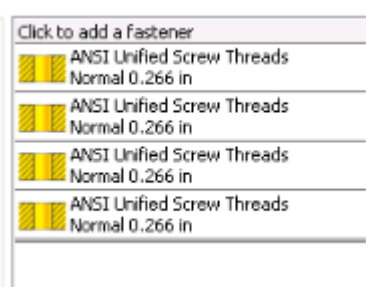 Click to add a fastener
ANSI Unified Screw Threads
Normal 0.266 in
ANSI Unified Screw Threads
Normal 0.266 in
ANSI Unified Screw Threads
Normal 0.266 in
ANSI Unified Screw Threads
Normal 0.266 in